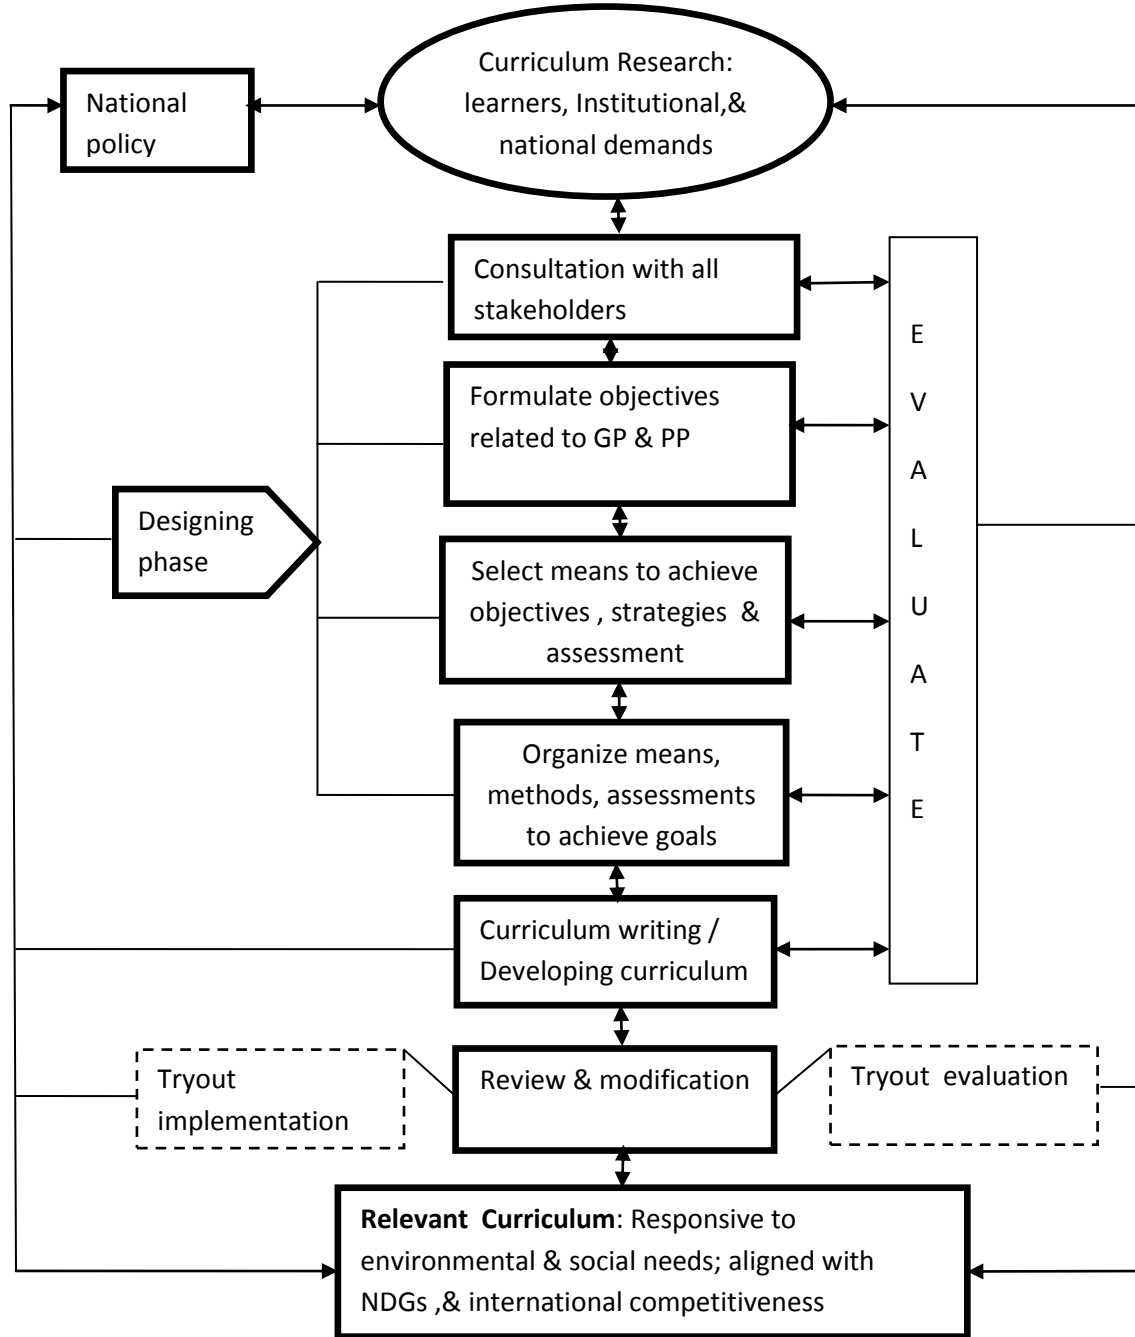 Curriculum Research:
learners, Institutional,&
national demands
National
policy
Consultation with all
stakeholders
Formulate objectives
related to GP & PP
Designing
phase
Select means to achieve
objectives , strategies &
assessment
Organize means,
methods, assessments
to achieve goals
E
V
A
L
U
A
T
E
Curriculum writing /
Developing curriculum
Tryout
implementation
Review & modification
Tryout evaluation
Relevant Curriculum: Responsive to
environmental & social needs; aligned with
NDGs ,& international competitiveness